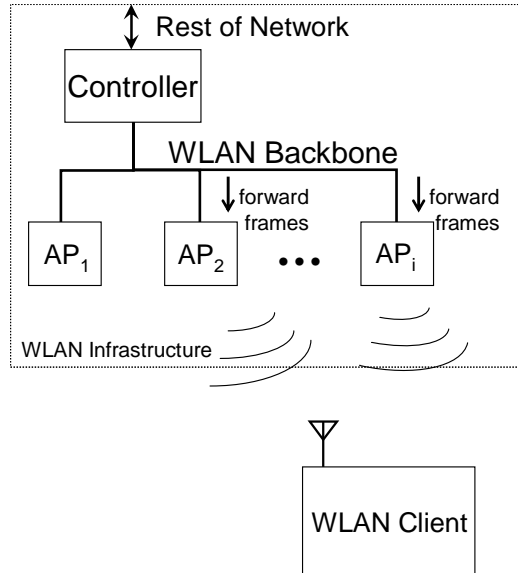 Rest of Network
Controller
WLAN Backbone
forward
frames
forward
frames
AP1
AP2
APi
WLAN Infrastructure
WLAN Client